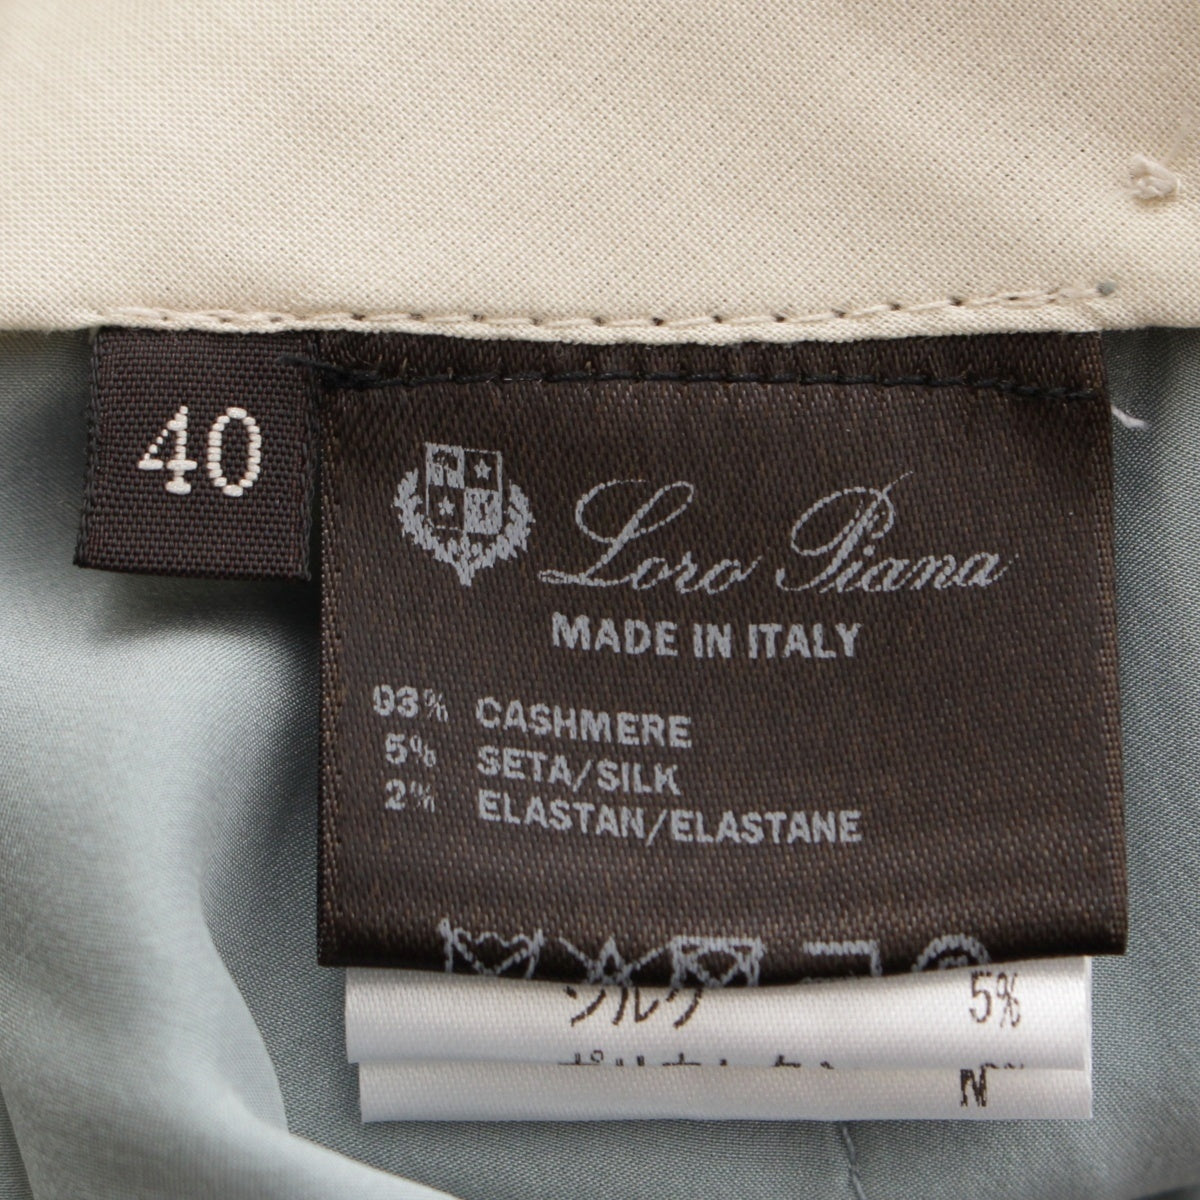 40
Loro Piana
MADE IN ITALY
93% CASHMERE
5% SETA/SILK
2% ELASTAN/ELASTANE
シルク 5%
N